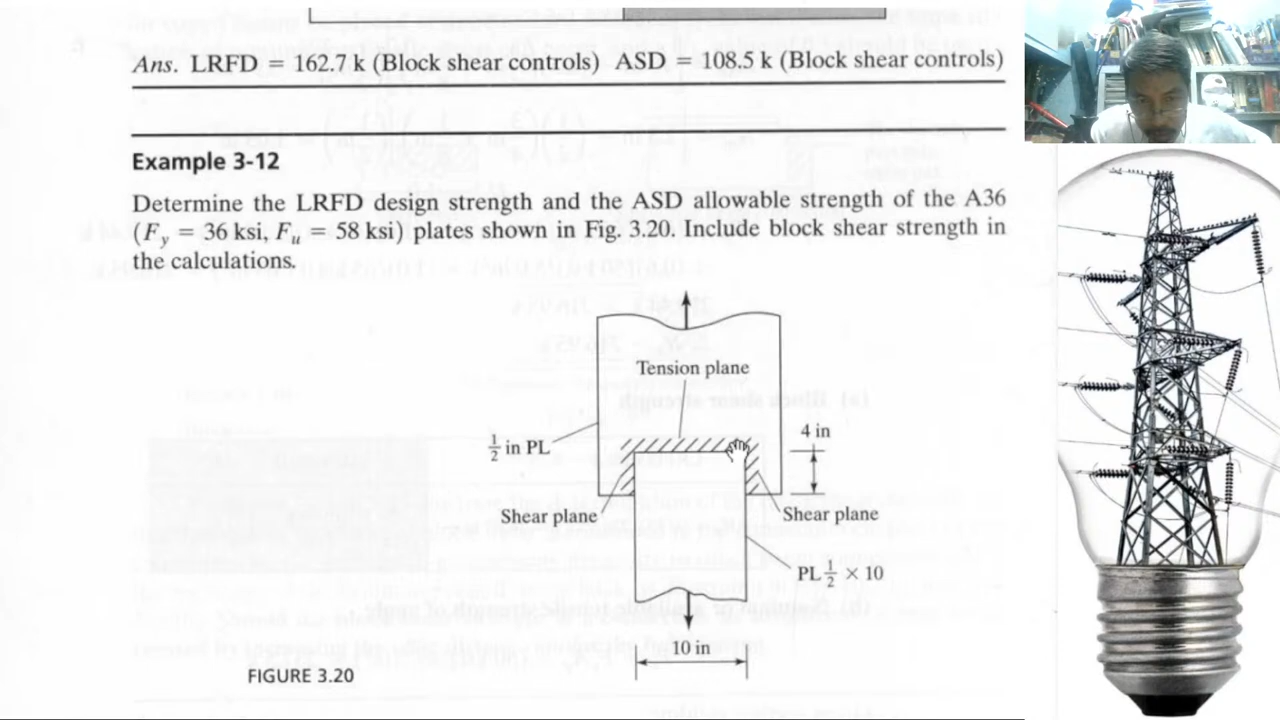 Ans. LRFD = 162.7 k (Block shear controls) ASD = 108.5 k (Block shear controls)
Example 3-12
Determine the LRFD design strength and the ASD allowable strength of the A36
(F_y = 36 ksi, F_u = 58 ksi) plates shown in Fig. 3.20. Include block shear strength in
the calculations.
Tension plane
1/2 in PL
4 in
Shear plane
Shear plane
PL 1/2 × 10
10 in
FIGURE 3.20